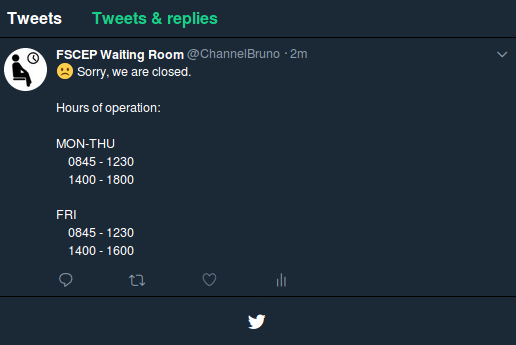 Tweets Tweets & replies
FSCEP Waiting Room @ChannelBruno · 2m
🙁 Sorry, we are closed.
Hours of operation:
MON-THU
0845 - 1230
1400 - 1800
FRI
0845 - 1230
1400 - 1600